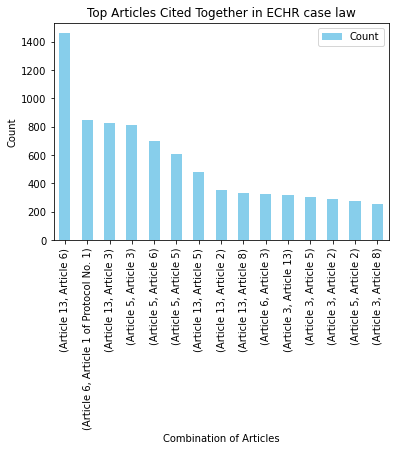 Top Articles Cited Together in ECHR case law
Count
1400
1200
1000
800
600
400
200
0
Count
(Article 13, Article 6)
(Article 6, Article 1 of Protocol No. 1)
(Article 13, Article 3)
(Article 5, Article 3)
(Article 5, Article 6)
(Article 5, Article 5)
(Article 13, Article 5)
(Article 13, Article 2)
(Article 13, Article 8)
(Article 6, Article 3)
(Article 3, Article 13)
(Article 3, Article 5)
(Article 3, Article 2)
(Article 5, Article 2)
(Article 3, Article 8)
Combination of Articles